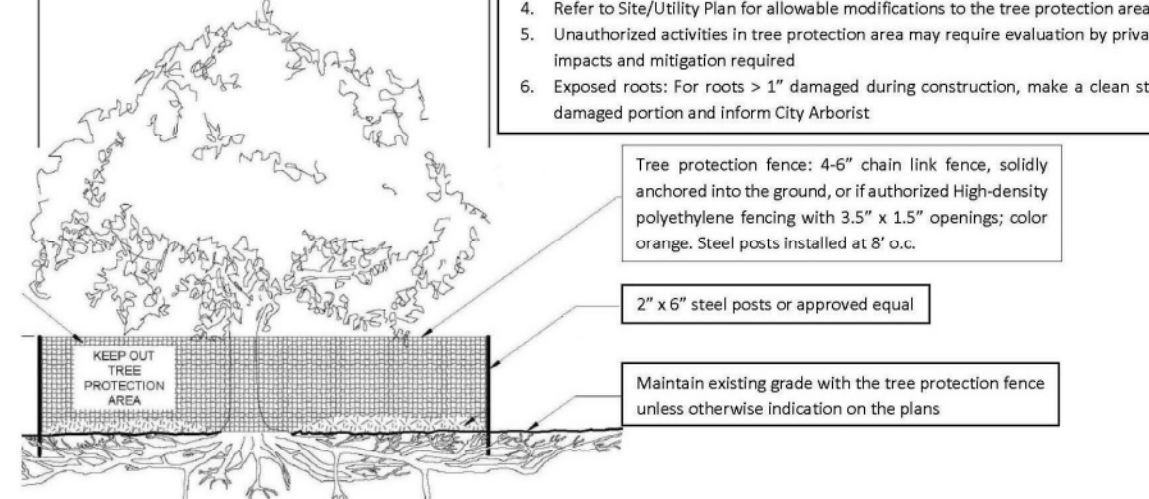 4. Refer to Site/Utility Plan for allowable modifications to the tree protection area
5. Unauthorized activities in tree protection area may require evaluation by
impacts and mitigation required
6. Exposed roots: For roots > 1” damaged during construction, make a clean
damaged portion and inform City Arborist
Tree protection fence: 4-6” chain link fence, solidly
anchored into the ground, or if authorized High-density
polyethylene fencing with 3.5” x 1.5” openings; color
orange. Steel posts installed at 8’ o.c.
2” x 6” steel posts or approved equal
KEEP OUT
TREE
PROTECTION
AREA
Maintain existing grade with the tree protection fence
unless otherwise indication on the plans